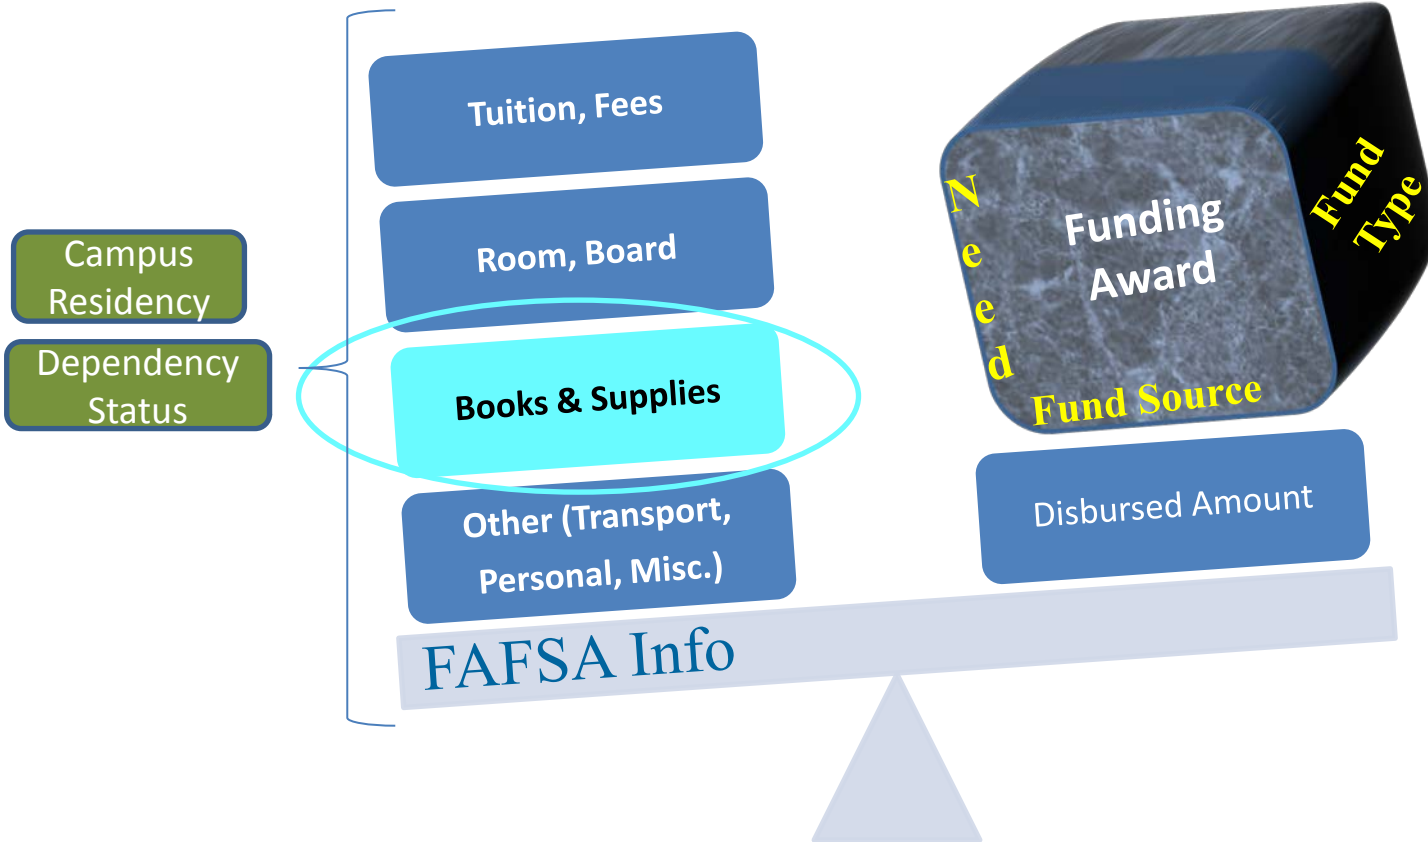 Campus
Residency
Dependency
Status
Tuition, Fees
Room, Board
Books & Supplies
Other (Transport,
Personal, Misc.)
FAFSA Info
Need
Funding
Award
Fund Source
Fund
Type
Disbursed Amount